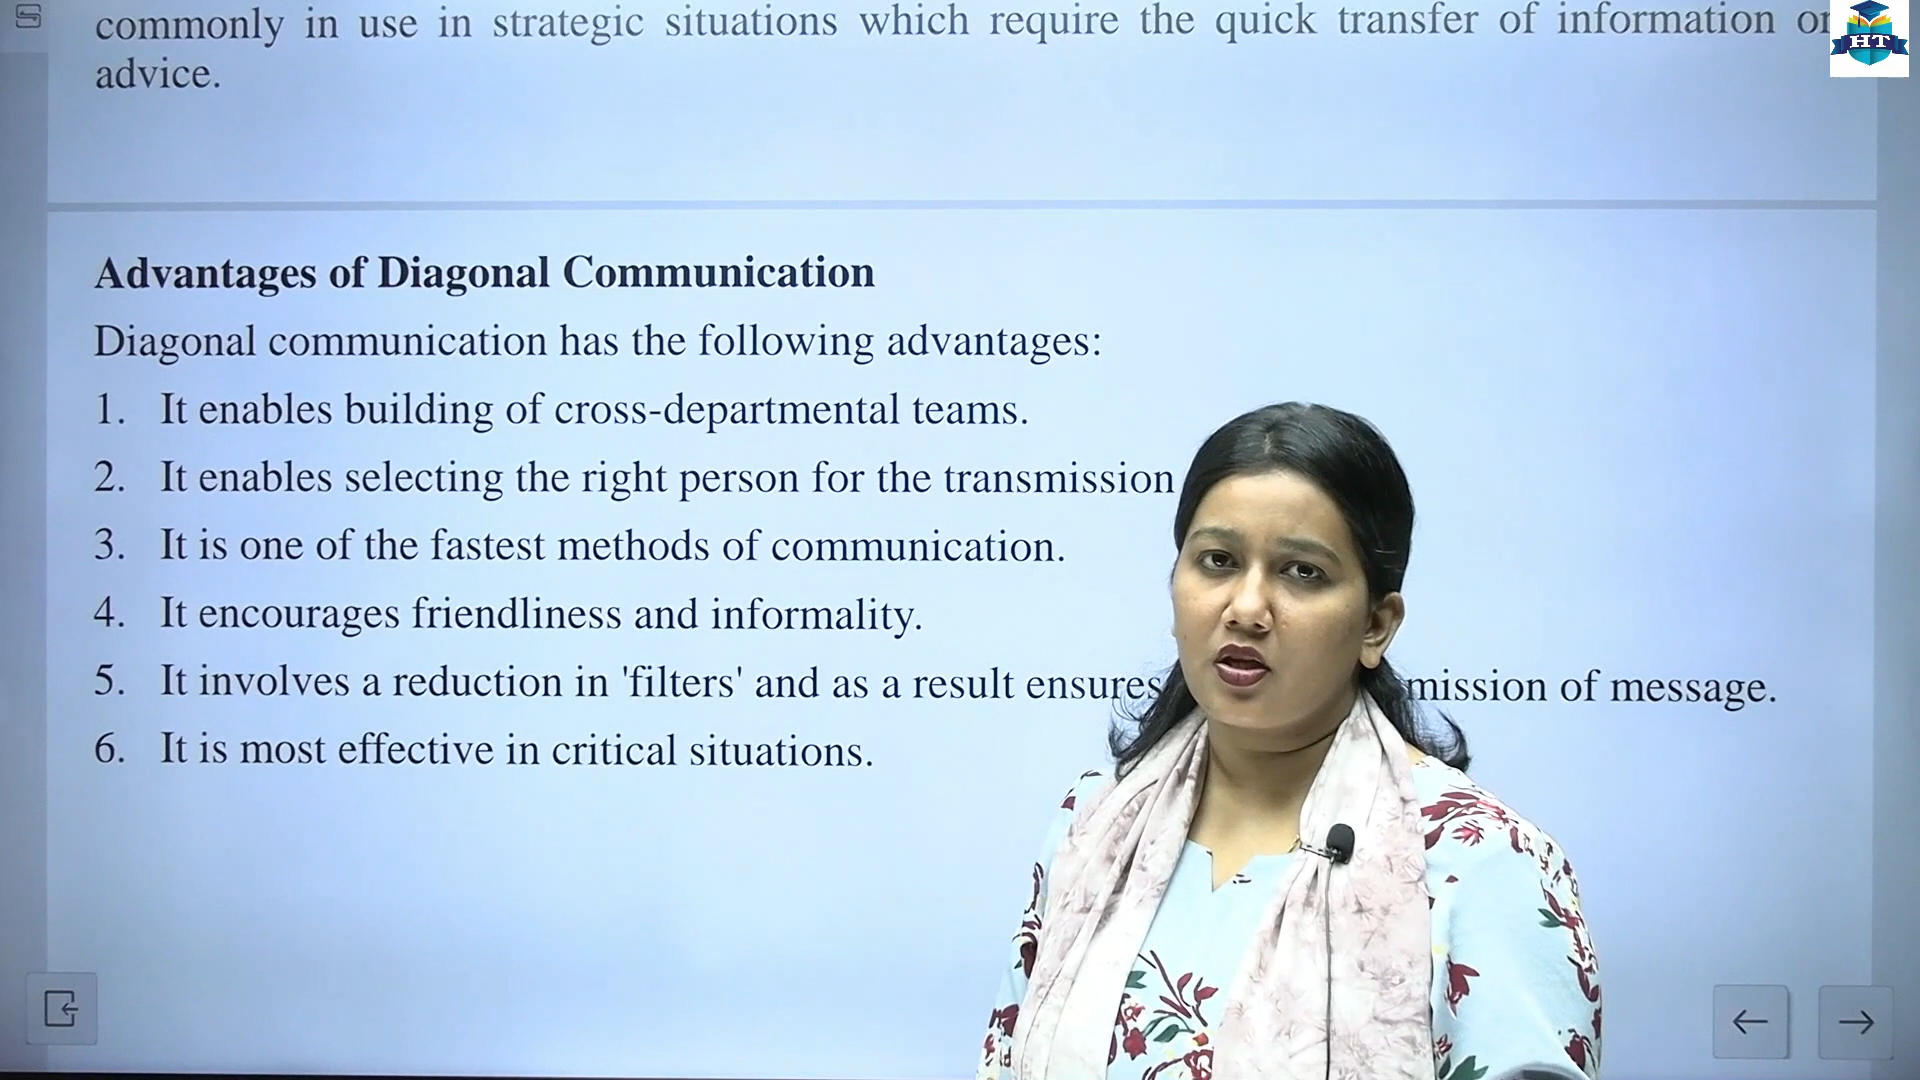 commonly in use in strategic situations which require the quick transfer of information or
advice.
HT
Advantages of Diagonal Communication
Diagonal communication has the following advantages:
1. It enables building of cross-departmental teams.
2. It enables selecting the right person for the transmission
3. It is one of the fastest methods of communication.
4. It encourages friendliness and informality.
5. It involves a reduction in 'filters' and as a result ensures mission of message.
6. It is most effective in critical situations.